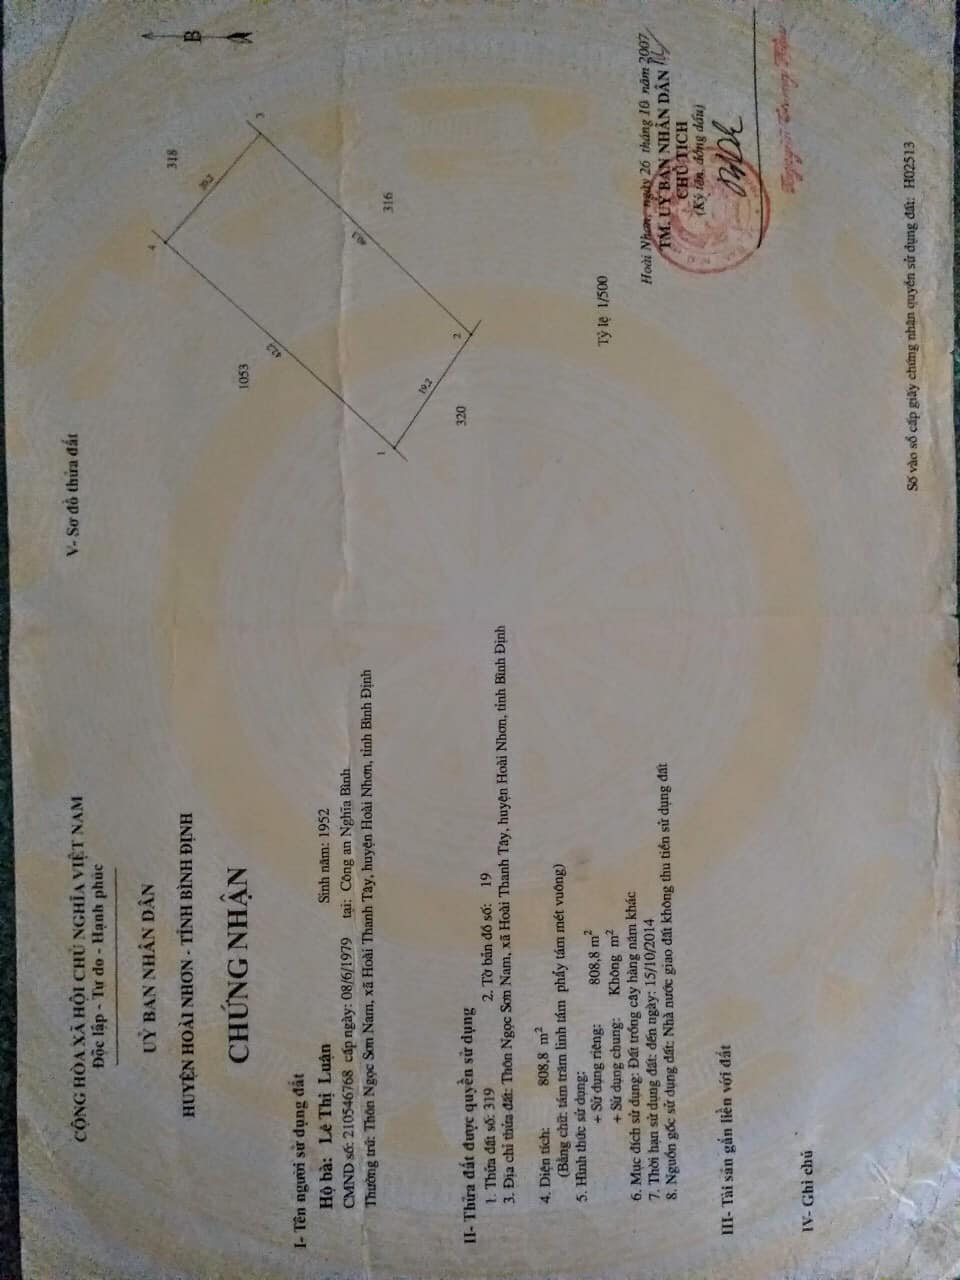 CỘNG HÒA XÃ HỘI CHỦ NGHĨA VIỆT NAM
Độc lập - Tự do - Hạnh phúc
UỶ BAN NHÂN DÂN
HUYỆN HOÀI NHƠN - TỈNH BÌNH ĐỊNH
CHỨNG NHẬN
I- Tên người sử dụng đất
Hộ bà: Lê Thị Luận Sinh năm: 1952
CMND số: 210546768 cấp ngày: 08/6/1979 tại: Công an Nghĩa Bình
Thường trú: Thôn Ngọc Sơn Nam, xã Hoài Thanh Tây, huyện Hoài Nhơn, tỉnh Bình Định
II- Thửa đất được quyền sử dụng
1. Thửa đất số: 319 2. Tờ bản đồ số: 19
3. Địa chỉ thửa đất: Thôn Ngọc Sơn Nam, xã Hoài Thanh Tây, huyện Hoài Nhơn, tỉnh Bình Định
4. Diện tích: 808,8 m²
(Bằng chữ: tám trăm linh tám phẩy tám mét vuông)
5. Hình thức sử dụng:
+ Sử dụng riêng: 808,8 m²
+ Sử dụng chung: Không m²
6. Mục đích sử dụng: Đất trồng cây hàng năm khác
7. Thời hạn sử dụng đất: đến ngày: 15/10/2014
8. Nguồn gốc sử dụng đất: Nhà nước giao đất không thu tiền sử dụng đất
III- Tài sản gắn liền với đất
IV- Ghi chú
V- Sơ đồ thửa đất
B
318
4
3
1053
316
1
19,2
2
320
Tỷ lệ 1/500
Hoài Nhơn, ngày 26 tháng 10 năm 2007
TM. UỶ BAN NHÂN DÂN
CHỦ TỊCH
(Ký tên, đóng dấu)
Số vào sổ cấp giấy chứng nhận quyền sử dụng đất: H02513